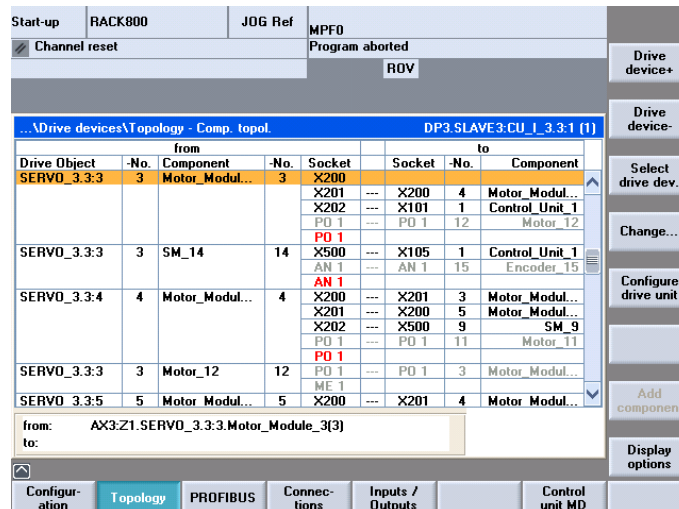 Start-up RACK800 JOG Ref MPF0
Channel reset Program aborted
ROV
Drive device+
...\Drive devices\Topology - Comp. topol. DP3.SLAVE3:CU_I_3.3:1 (1)
Drive device-
from to
Drive Object -No. Component -No. Socket Socket -No. Component
SERVO_3.3:3 3 Motor_Modul... 3 X200
X201 --- X200 4 Motor_Modul...
X202 --- X101 1 Control_Unit_1
PO 1 --- PO 1 12 Motor_12
PO 1
SERVO_3.3:3 3 SM_14 14 X500 --- X105 1 Control_Unit_1
AN 1 --- AN 1 15 Encoder_15
AN 1
SERVO_3.3:4 4 Motor_Modul... 4 X200 --- X201 3 Motor_Modul...
X201 --- X200 5 Motor_Modul...
X202 --- X500 9 SM_9
PO 1 --- PO 1 11 Motor_11
PO 1
SERVO_3.3:3 3 Motor_12 12 PO 1 --- PO 1 3 Motor_Modul...
ME 1
SERVO_3.3:5 5 Motor_Modul... 5 X200 --- X201 4 Motor_Modul...
from: AX3:Z1.SERVO_3.3:3.Motor_Module_3(3)
to:
Select drive dev.
Change...
Configure drive unit
Add componen
Display options
Configur-ation Topology PROFIBUS Connec-tions Inputs / Outputs Control unit MD